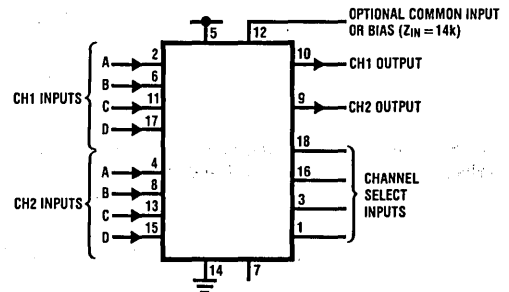 OPTIONAL COMMON INPUT
OR BIAS (ZIN = 14k)
5
12
CH1 INPUTS
A 2
B 6
C 11
D 17
10 CH1 OUTPUT
9 CH2 OUTPUT
CH2 INPUTS
A 4
B 8
C 13
D 15
18
16
3
1
CHANNEL
SELECT
INPUTS
14
7